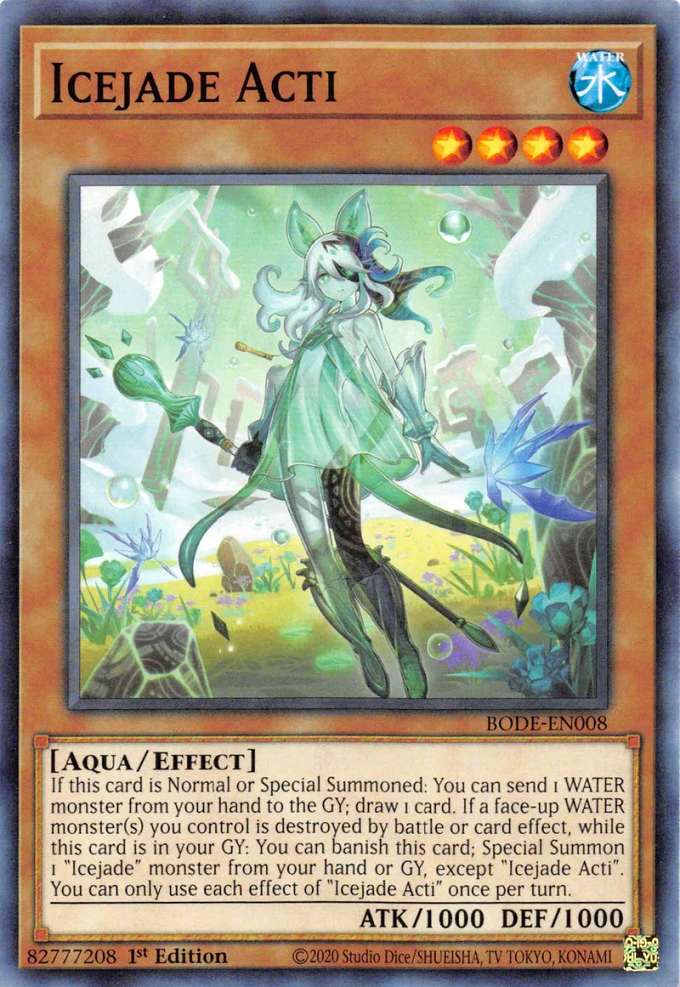 Icejade Acti
WATER
水
BODE-EN008
[Aqua/Effect]
If this card is Normal or Special Summoned: You can send 1 WATER
monster from your hand to the GY; draw 1 card. If a face-up WATER
monster(s) you control is destroyed by battle or card effect, while
this card is in your GY: You can banish this card; Special Summon
1 "Icejade" monster from your hand or GY, except "Icejade Acti".
You can only use each effect of "Icejade Acti" once per turn.
ATK/1000 DEF/1000
82777208 1st Edition ©2020 Studio Dice/SHUEISHA, TV TOKYO, KONAMI